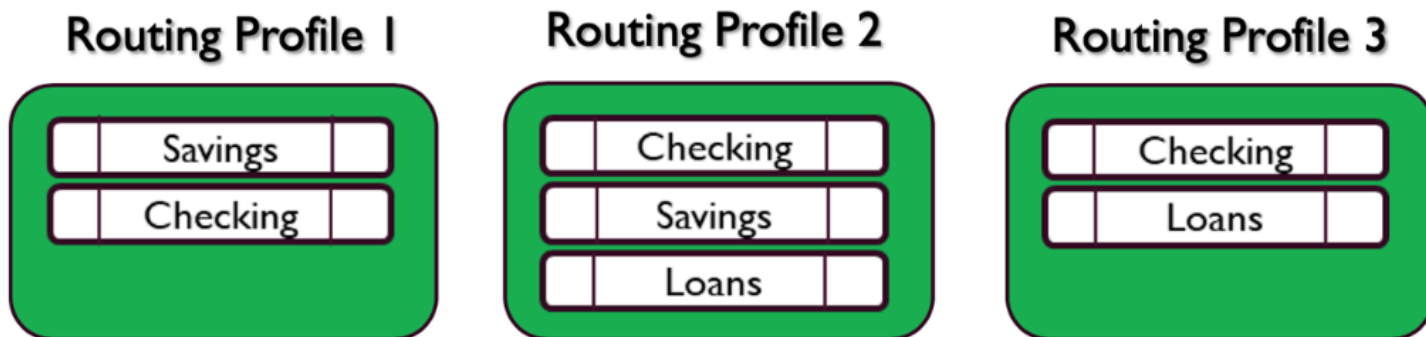 Routing Profile 1
Savings
Checking
Routing Profile 2
Checking
Savings
Loans
Routing Profile 3
Checking
Loans